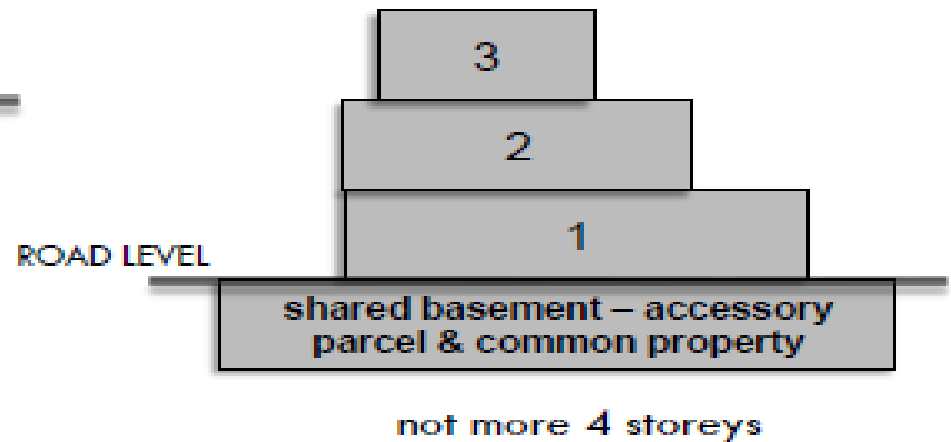 3
2
1
ROAD LEVEL
shared basement – accessory
parcel & common property
not more 4 storeys